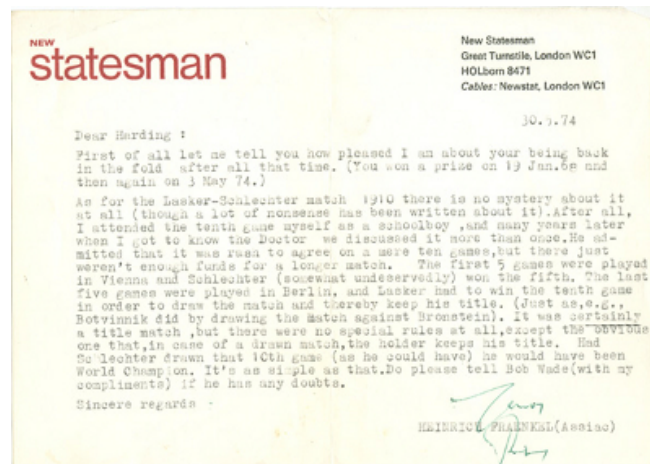 NEW
statesman
New Statesman
Great Turnstile, London WC1
HOLborn 8471
Cables: Newstat, London WC1
30.5.74
Dear Harding :
First of all let me tell you how pleased I am about your being back
in the fold after all that time. (You won a prize on 19 Jan.68 and
then again on 3 May 74.)
As for the Lasker-Schlechter match 1910 there is no mystery about it
at all (though a lot of nonsense has been written about it).After all,
I attended the tenth game myself as a schoolboy ,and many years later
when I got to know the Doctor we discussed it more than once.He ad-
mitted that it was rash to agree on a mere ten games,but there just
weren't enough funds for a longer match. The first 5 games were played
in Vienna and Schlechter (somewhat undeservedly) won the fifth. The last
five games were played in Berlin, and Lasker had to win the tenth game
in order to draw the match and thereby keep his title. (Just as,e.g.,
Botvinnik did by drawing the match against Bronstein). It was certainly
a title match ,but there were no special rules at all,except the obvious
one that,in case of a drawn match,the holder keeps his title. Had
Schlechter drawn that 10th game (as he could have) he would have been
World Champion. It's as simple as that.Do please tell Bob Wade(with my
compliments) if he has any doubts.
Sincere regards
HEINRICH FRAENKEL(Assiac)